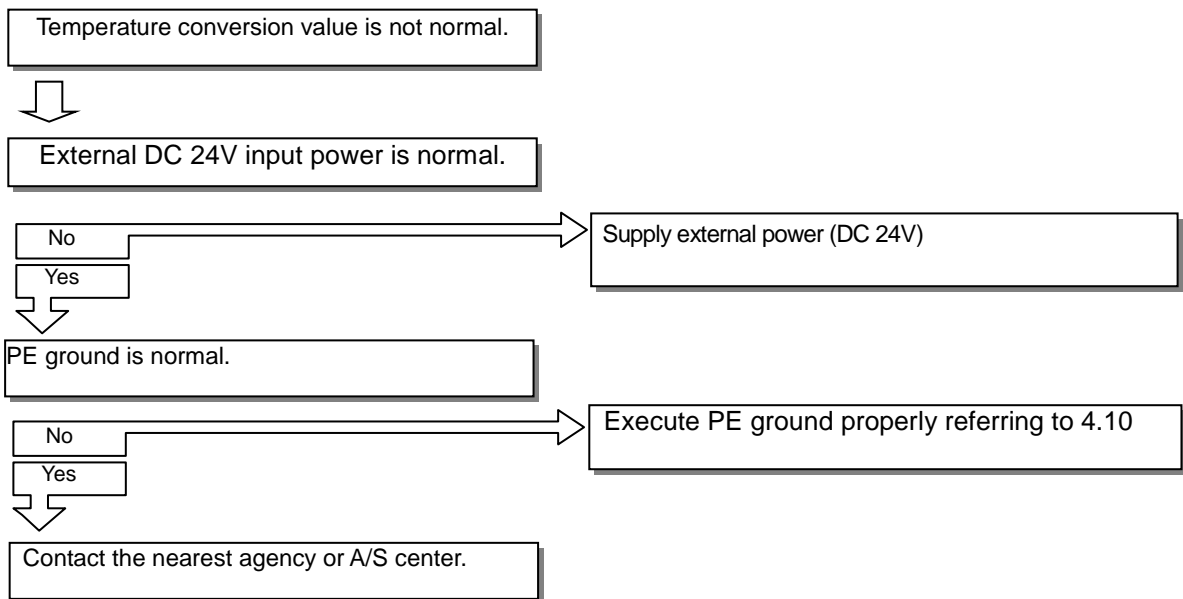 Temperature conversion value is not normal.
External DC 24V input power is normal.
No
Supply external power (DC 24V)
Yes
PE ground is normal.
No
Execute PE ground properly referring to 4.10
Yes
Contact the nearest agency or A/S center.